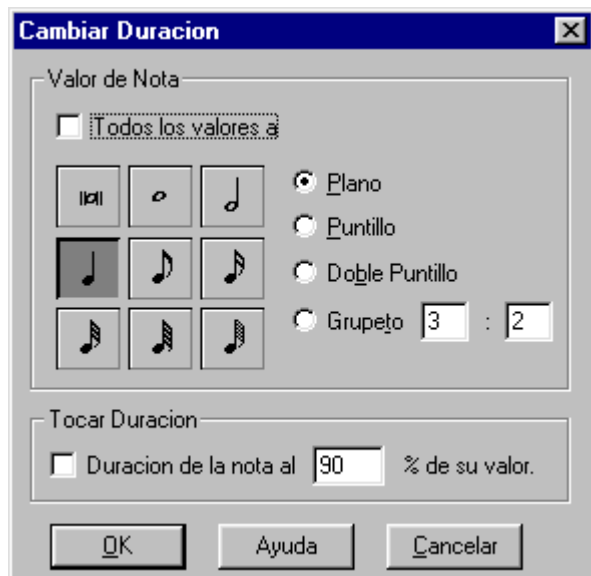 Cambiar Duracion
Valor de Nota
Todos los valores a
Plano
Puntillo
Doble Puntillo
Grupeto 3 : 2
Tocar Duracion
Duracion de la nota al 90 % de su valor.
OK Ayuda Cancelar